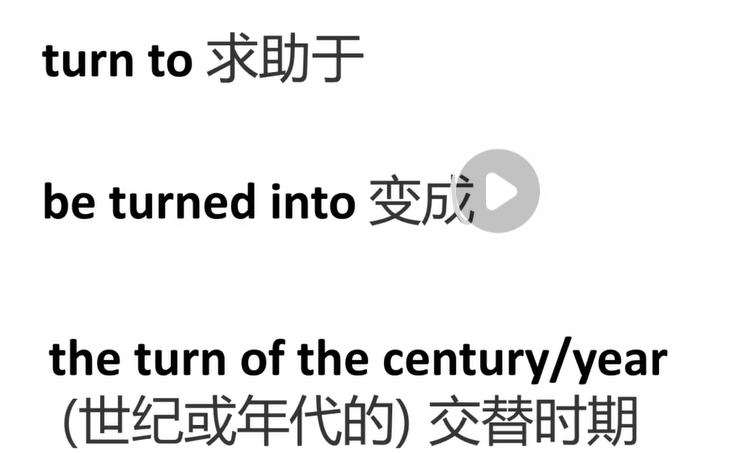 turn to 求助于
be turned into 变成
the turn of the century/year
(世纪或年代的) 交替时期